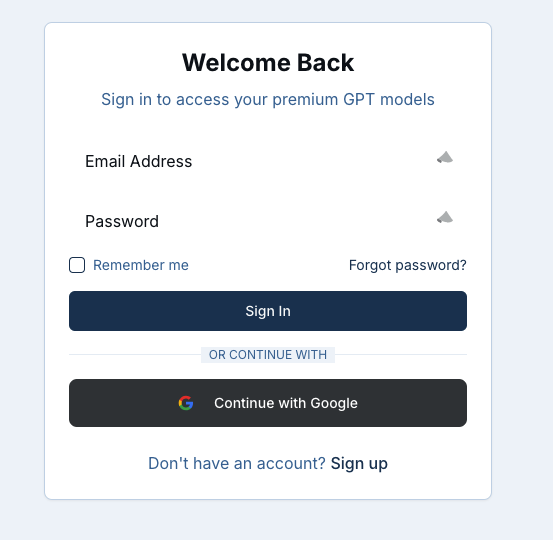 Welcome Back
Sign in to access your premium GPT models
Email Address
Password
Remember me
Forgot password?
Sign In
OR CONTINUE WITH
Continue with Google
Don't have an account? Sign up